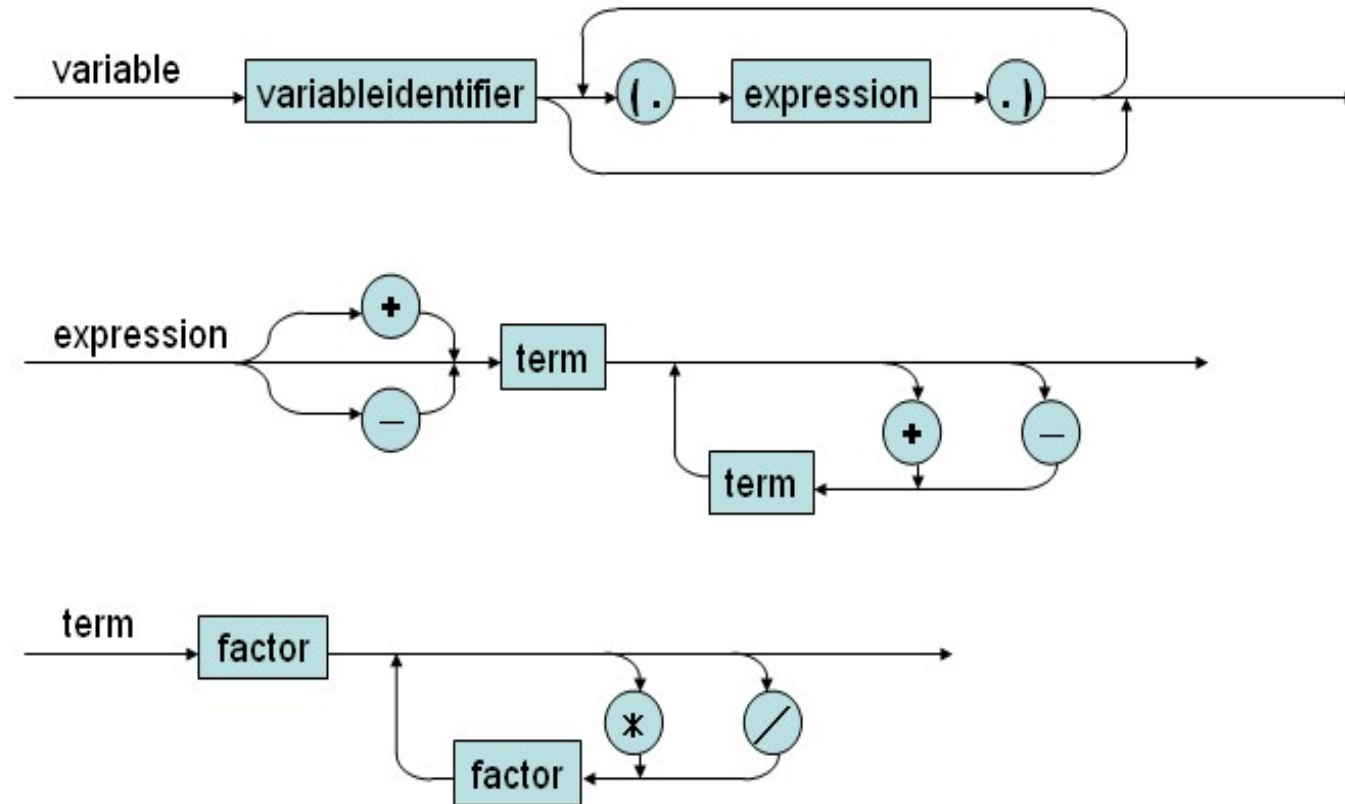 variable
variableidentifier (. expression .)
+
expression
term
−
+ −
term
term
factor
* /
factor